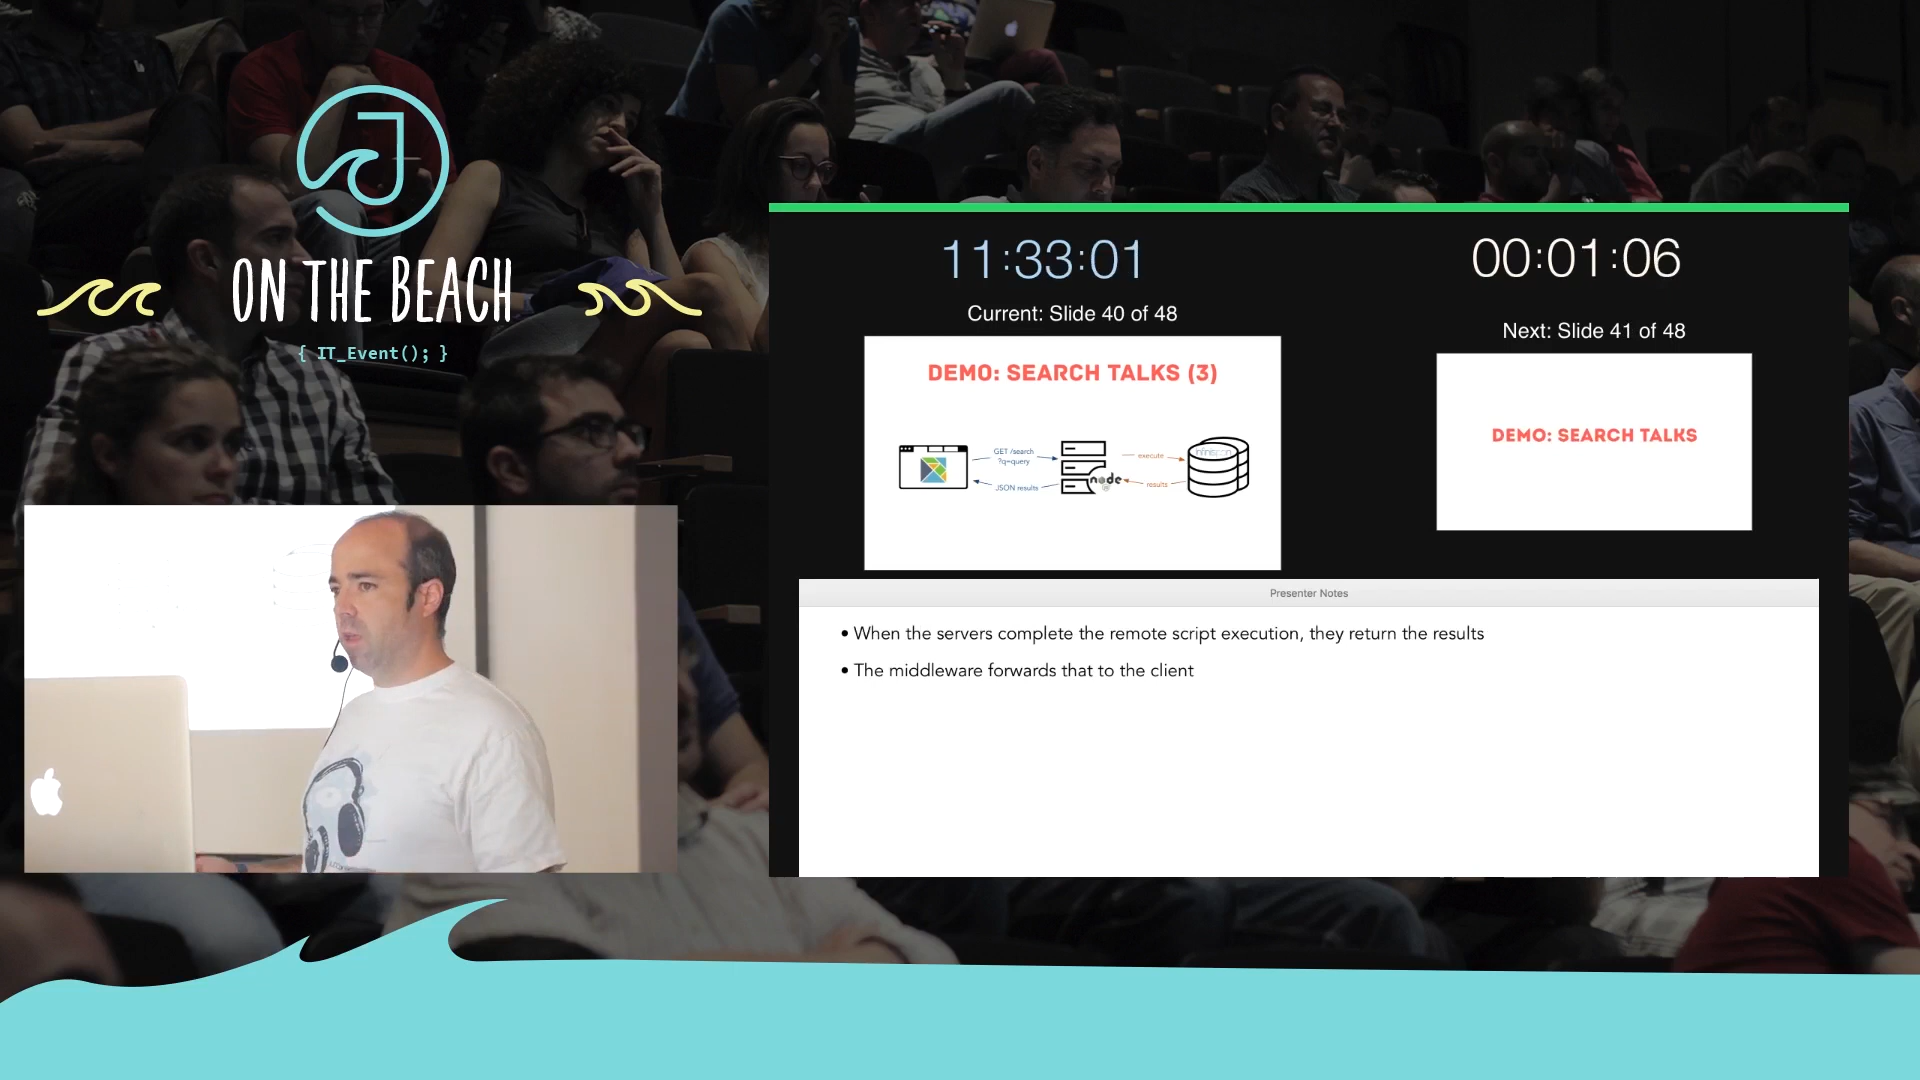 J
ON THE BEACH
{ IT_Event(); }
11:33:01
00:01:06
Current: Slide 40 of 48
Next: Slide 41 of 48
DEMO: SEARCH TALKS (3)
GET /search
?q=query
JSON results
node
execute
results
DEMO: SEARCH TALKS
Presenter Notes
• When the servers complete the remote script execution, they return the results
• The middleware forwards that to the client